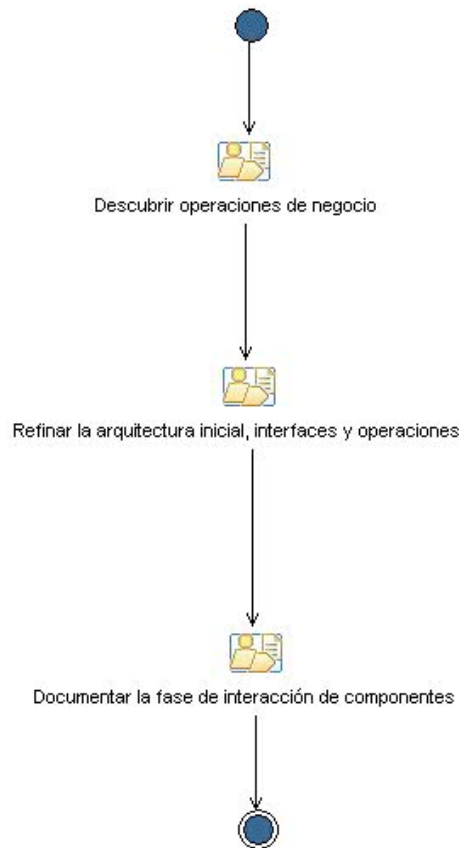 Descubrir operaciones de negocio
Refinar la arquitectura inicial, interfaces y operaciones
Documentar la fase de interacción de componentes